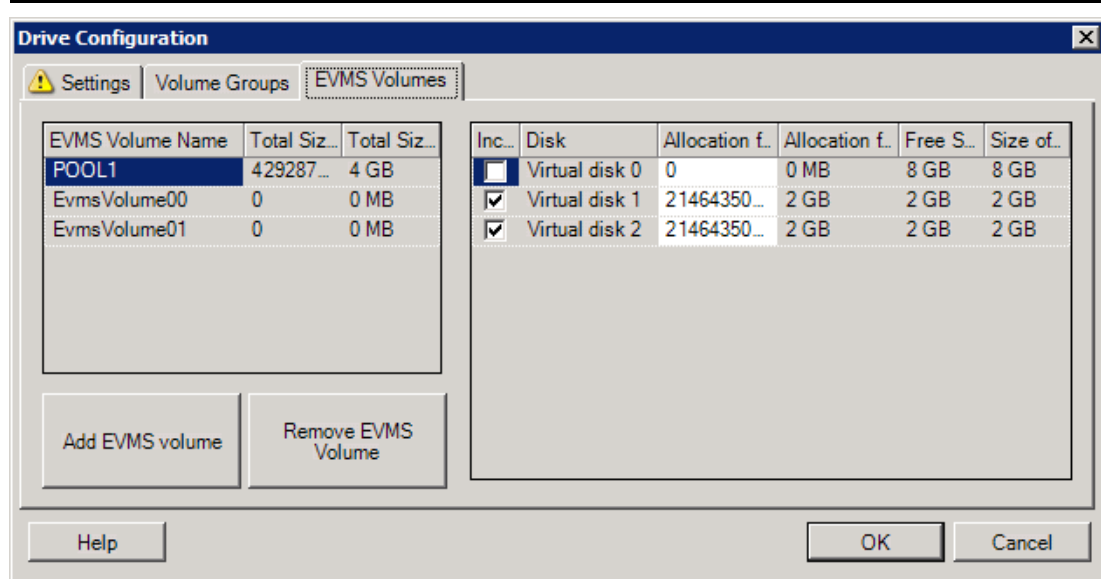 Drive Configuration
Settings Volume Groups EVMS Volumes
EVMS Volume Name Total Siz... Total Siz...
POOL1 429287... 4 GB
EvmsVolume00 0 0 MB
EvmsVolume01 0 0 MB
Inc... Disk Allocation f... Allocation f... Free S... Size of...
Virtual disk 0 0 0 MB 8 GB 8 GB
Virtual disk 1 21464350... 2 GB 2 GB 2 GB
Virtual disk 2 21464350... 2 GB 2 GB 2 GB
Add EVMS volume
Remove EVMS
Volume
Help OK Cancel